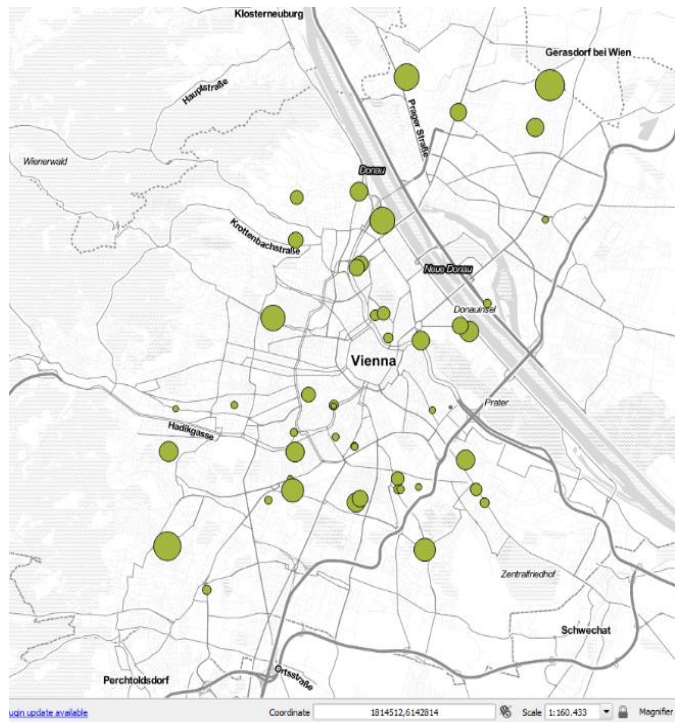 Klosterneuburg
Gerasdorf bei Wien
Hauptstraße
Prager Straße
Wienerwald
Donau
Krottenbachstraße
Neue Donau
Donauinsel
Vienna
Prater
Hadikgasse
Zentralfriedhof
Schwechat
Perchtoldsdorf
Ortsstraße
ugin update available Coordinate 1814512,6142814 Scale 1:160.433 Magnifier